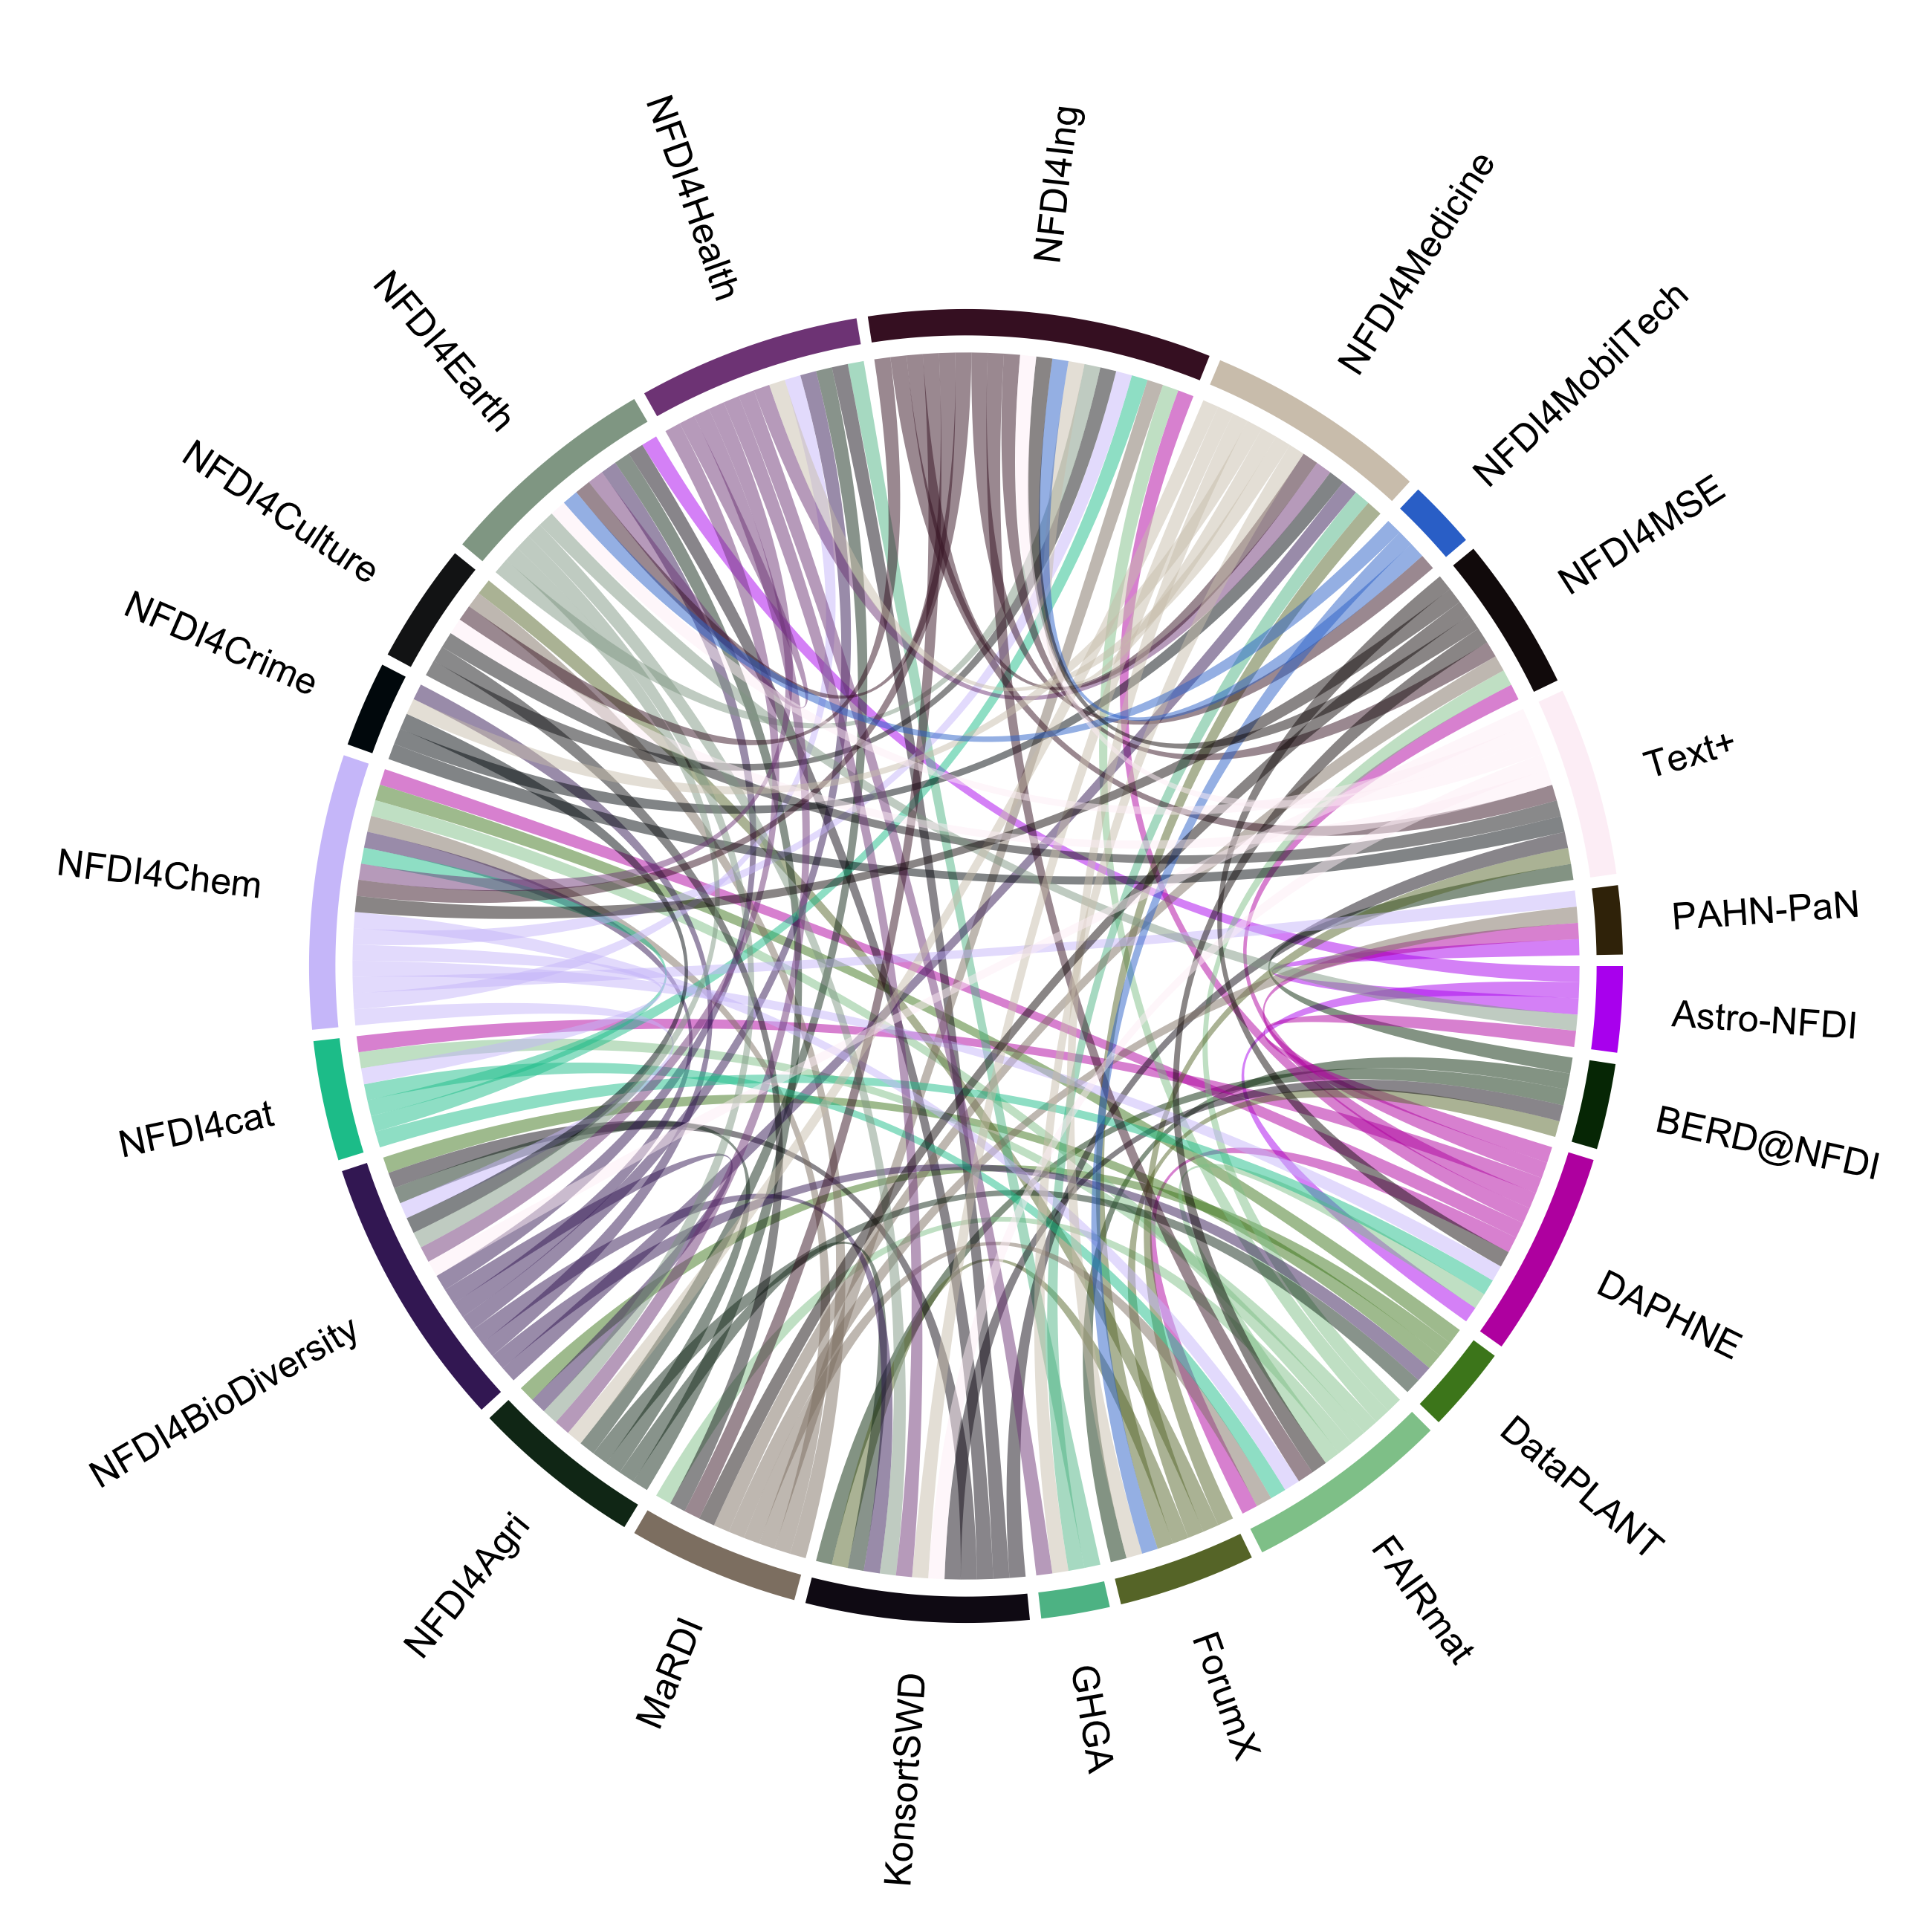 NFDI4Ing
NFDI4Medicine
NFDI4MobilTech
NFDI4MSE
Text+
PAHN-PaN
Astro-NFDI
BERD@NFDI
DAPHNE
DataPLANT
FAIRmat
ForumX
GHGA
KonsortSWD
MaRDI
NFDI4Agri
NFDI4BioDiversity
NFDI4cat
NFDI4Chem
NFDI4Crime
NFDI4Culture
NFDI4Earth
NFDI4Health